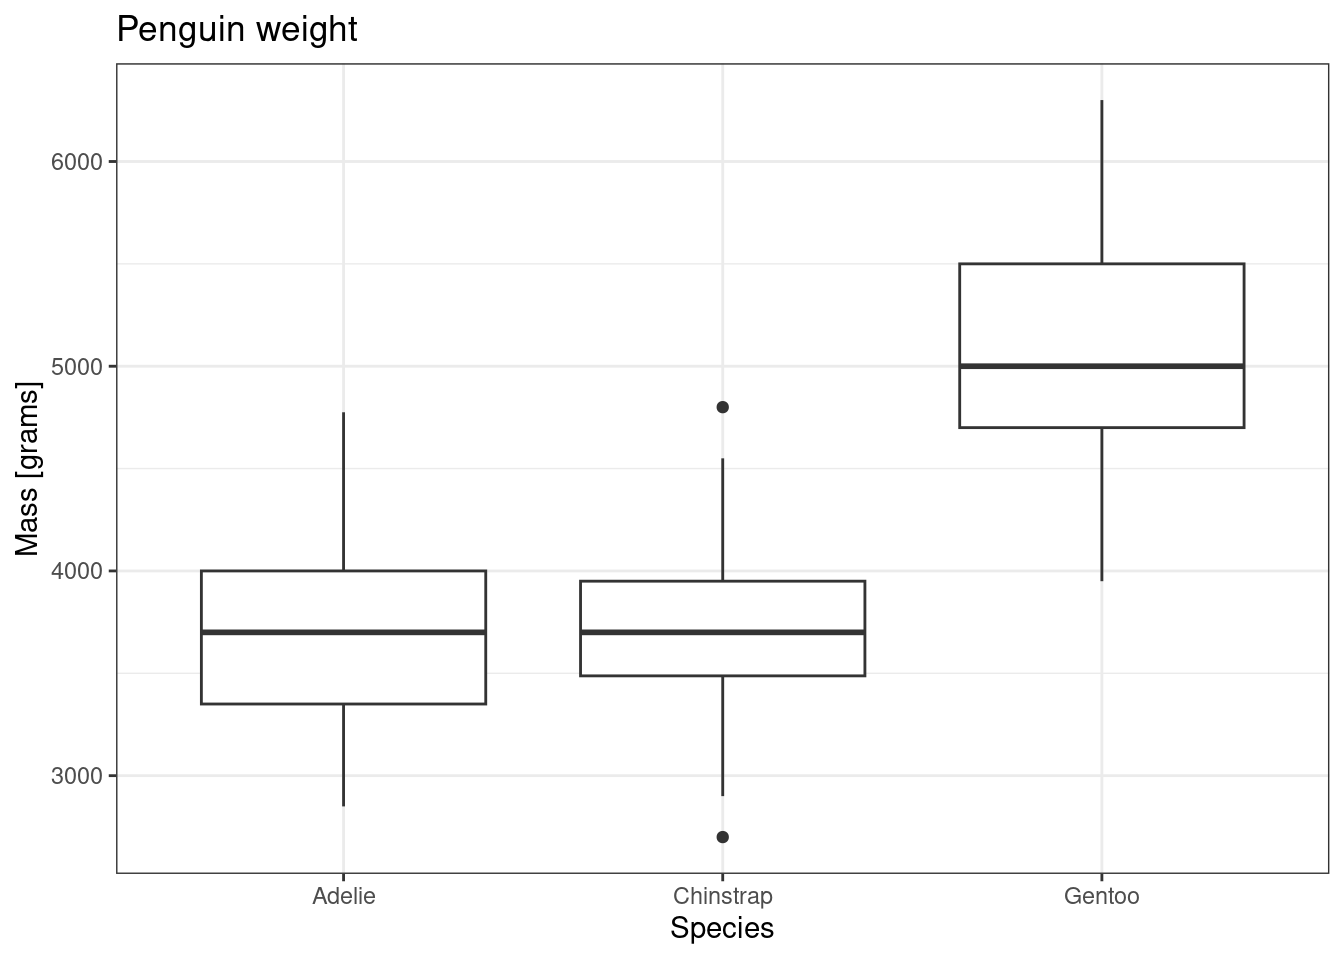 Penguin weight
6000
5000
4000
3000
Mass [grams]
Adelie Chinstrap Gentoo
Species